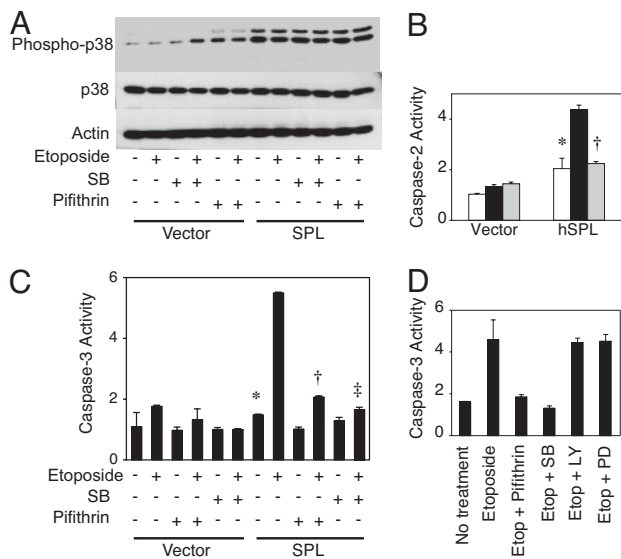 A
Phospho-p38
p38
Actin
Etoposide - + - + - + - + - + - +
SB - - + + - - - - + + - -
Pifithrin - - - - + + - - - - + +
Vector SPL
B
Caspase-2 Activity
4
2
0
* †
Vector hSPL
C
Caspase-3 Activity
6
4
2
0
* † ‡
Etoposide - + - + - + - + - + - +
SB - - - - + + - - - - + +
Pifithrin - - + + - - - - + + - -
Vector SPL
D
Caspase-3 Activity
6
4
2
0
No treatment
Etoposide
Etop + Pifithrin
Etop + SB
Etop + LY
Etop + PD